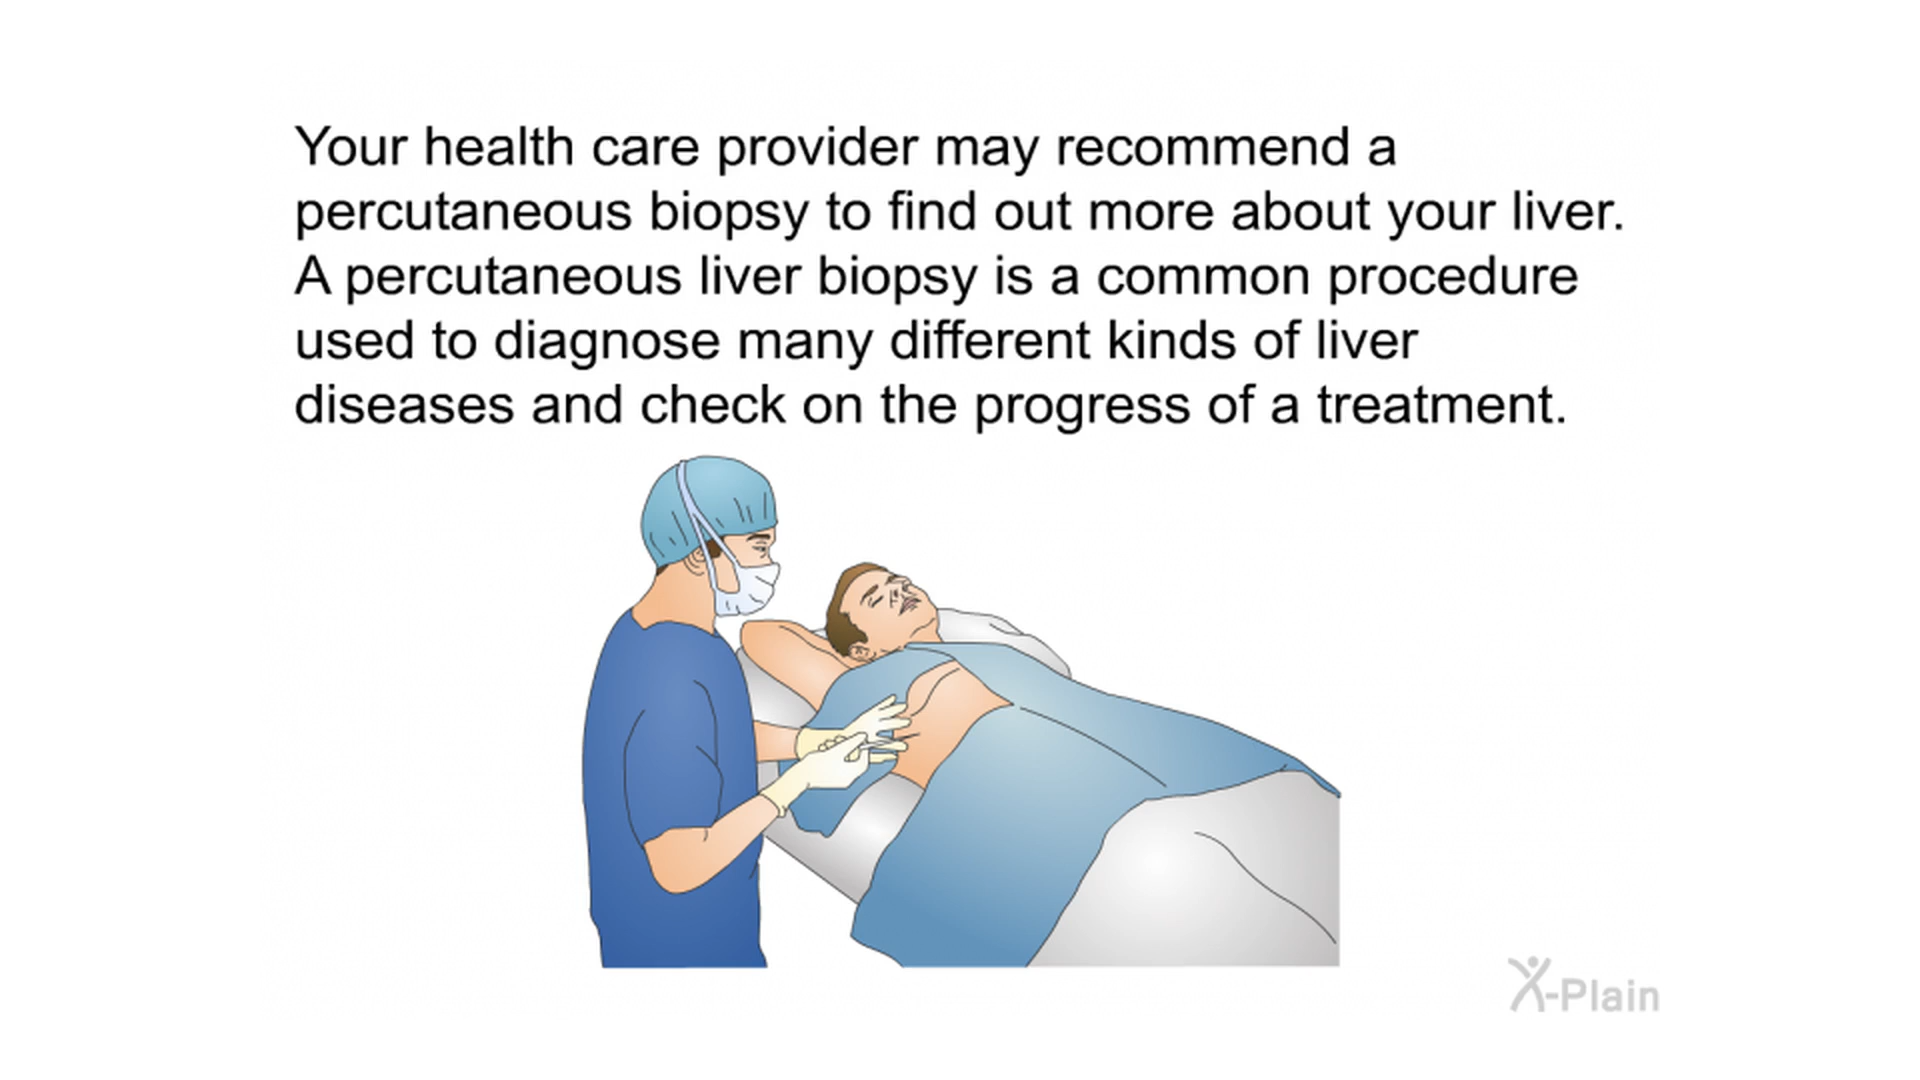 Your health care provider may recommend a
percutaneous biopsy to find out more about your liver.
A percutaneous liver biopsy is a common procedure
used to diagnose many different kinds of liver
diseases and check on the progress of a treatment.
X-Plain